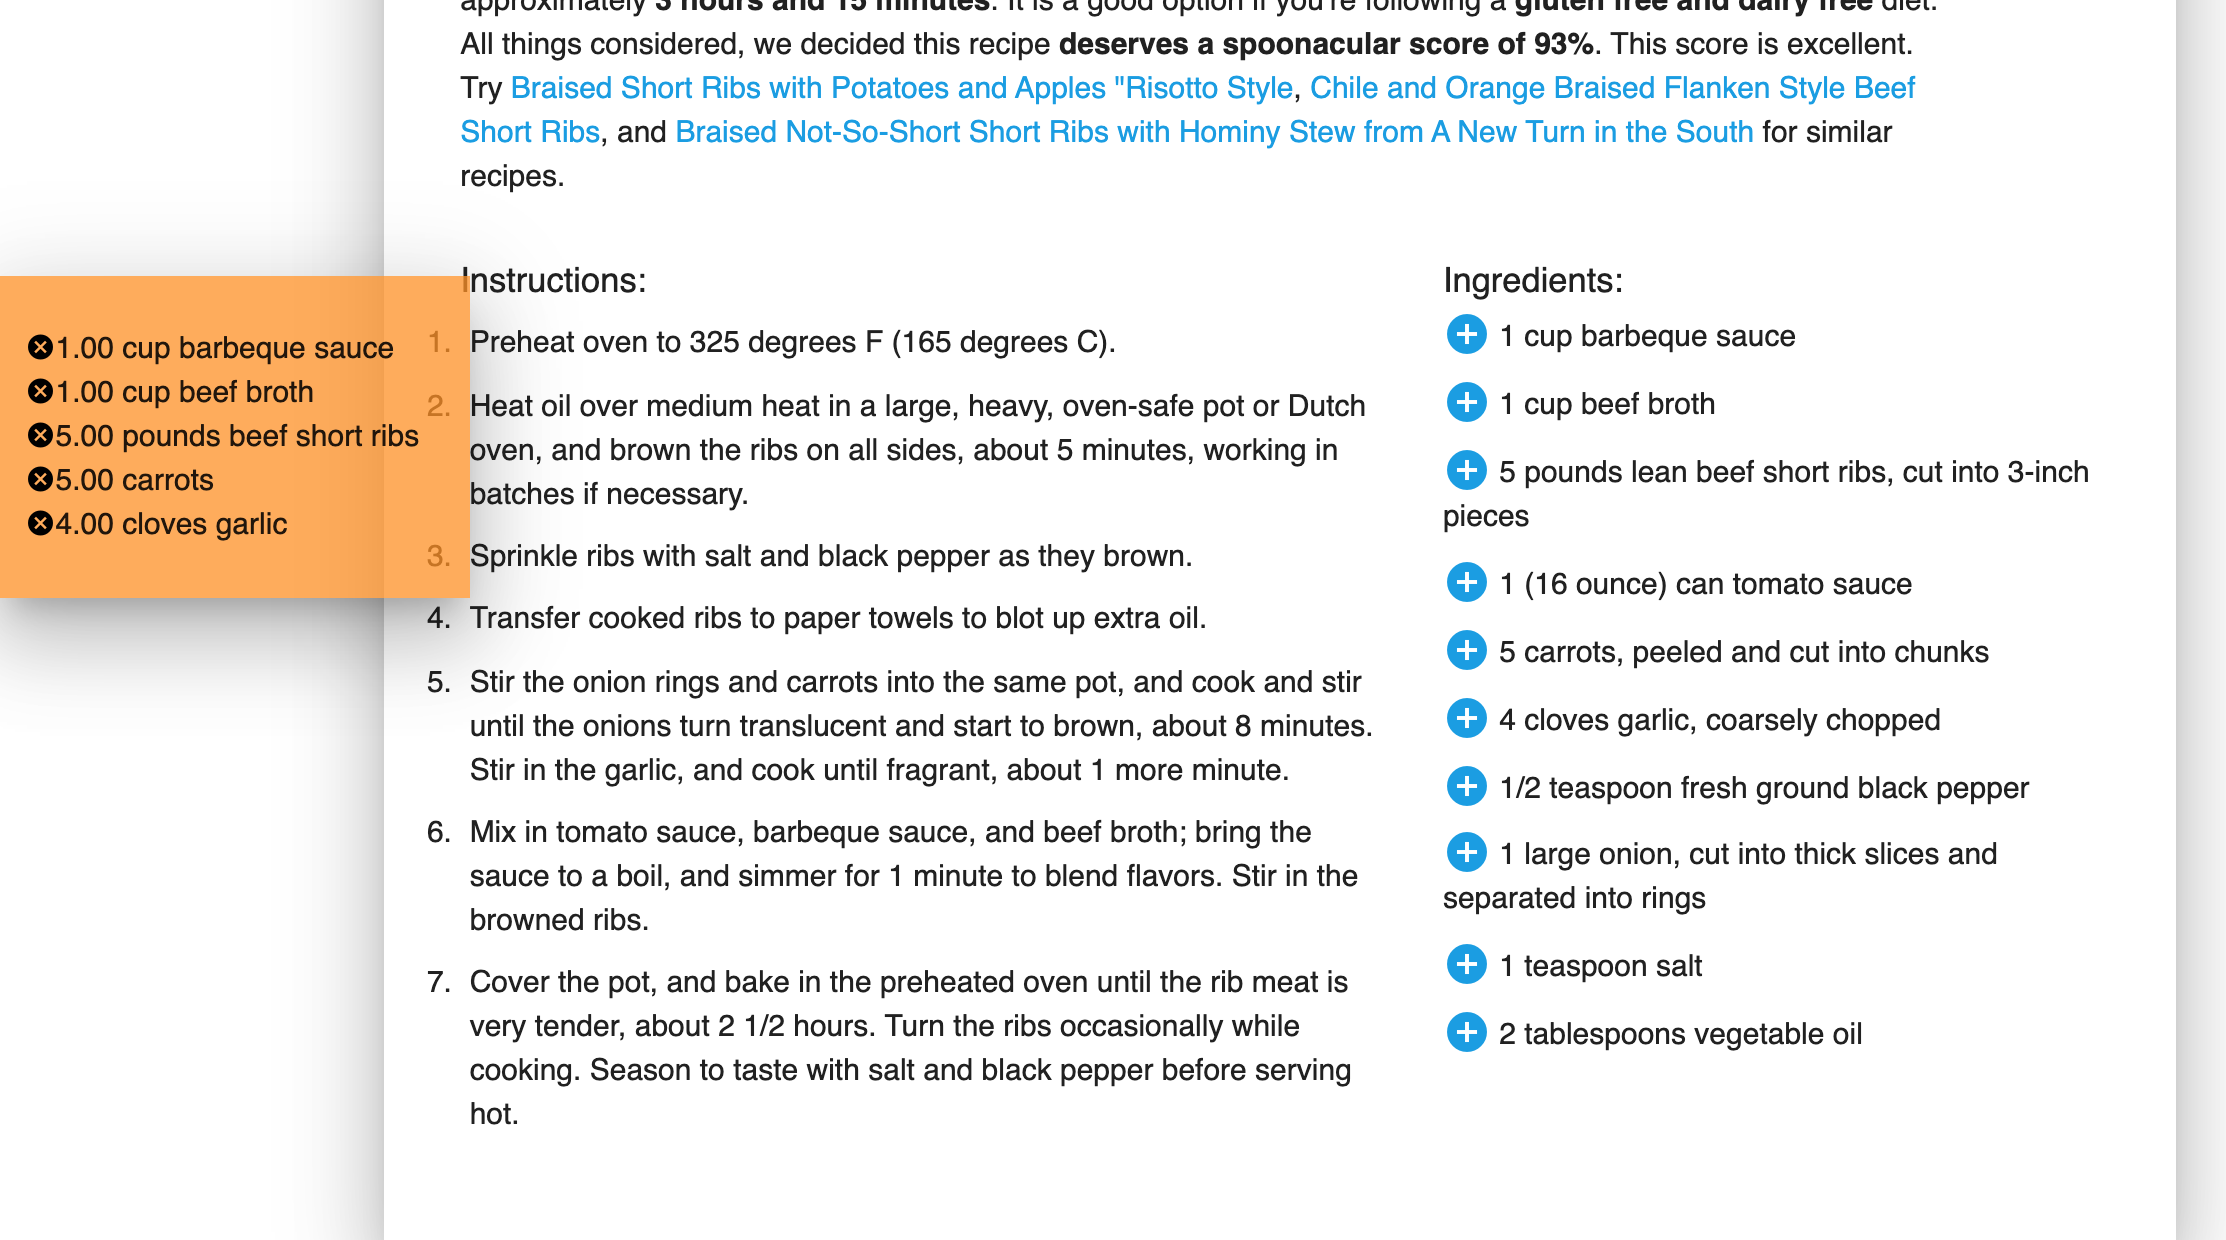 approximately 3 hours and 15 minutes. It is a good option if you're following a gluten free and dairy free diet.
All things considered, we decided this recipe deserves a spoonacular score of 93%. This score is excellent.
Try Braised Short Ribs with Potatoes and Apples "Risotto Style, Chile and Orange Braised Flanken Style Beef
Short Ribs, and Braised Not-So-Short Short Ribs with Hominy Stew from A New Turn in the South for similar
recipes.
1.00 cup barbeque sauce
1.00 cup beef broth
5.00 pounds beef short ribs
5.00 carrots
4.00 cloves garlic
Instructions:
1. Preheat oven to 325 degrees F (165 degrees C).
2. Heat oil over medium heat in a large, heavy, oven-safe pot or Dutch
oven, and brown the ribs on all sides, about 5 minutes, working in
batches if necessary.
3. Sprinkle ribs with salt and black pepper as they brown.
4. Transfer cooked ribs to paper towels to blot up extra oil.
5. Stir the onion rings and carrots into the same pot, and cook and stir
until the onions turn translucent and start to brown, about 8 minutes.
Stir in the garlic, and cook until fragrant, about 1 more minute.
6. Mix in tomato sauce, barbeque sauce, and beef broth; bring the
sauce to a boil, and simmer for 1 minute to blend flavors. Stir in the
browned ribs.
7. Cover the pot, and bake in the preheated oven until the rib meat is
very tender, about 2 1/2 hours. Turn the ribs occasionally while
cooking. Season to taste with salt and black pepper before serving
hot.
Ingredients:
1 cup barbeque sauce
1 cup beef broth
5 pounds lean beef short ribs, cut into 3-inch
pieces
1 (16 ounce) can tomato sauce
5 carrots, peeled and cut into chunks
4 cloves garlic, coarsely chopped
1/2 teaspoon fresh ground black pepper
1 large onion, cut into thick slices and
separated into rings
1 teaspoon salt
2 tablespoons vegetable oil